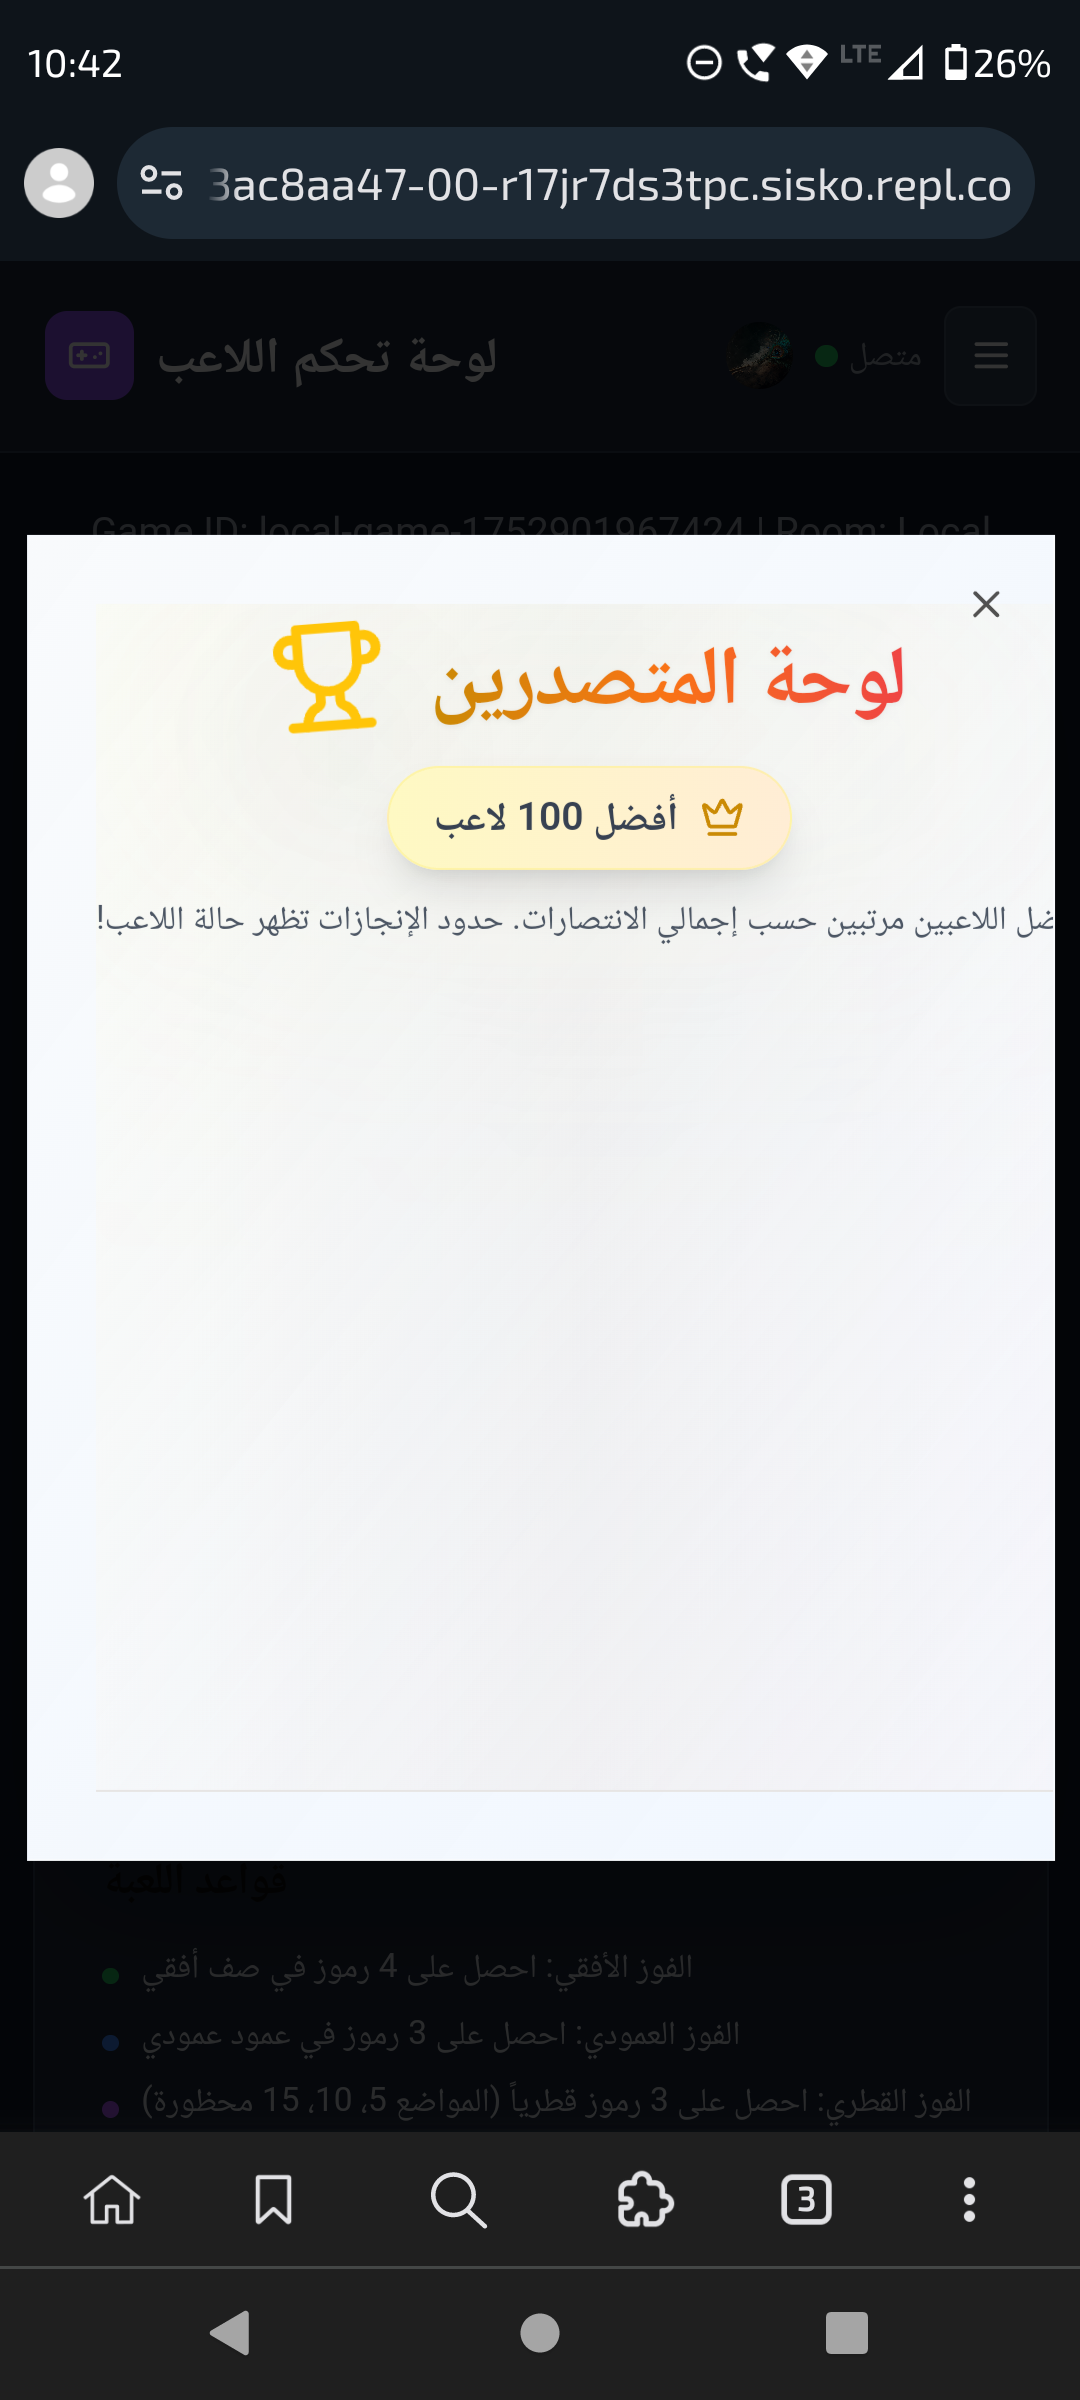 10:42
LTE
26%
3ac8aa47-00-r17jr7ds3tpc.sisko.repl.co
لوحة تحكم اللاعب
متصل
Game ID: local-game-1752901967424 | Room: Local
لوحة المتصدرين
أفضل 100 لاعب
اللاعبين مرتبين حسب إجمالي الانتصارات. حدود الإنجازات تظهر حالة اللاعب!
قواعد اللعبة
الفوز الأفقي: احصل على 4 رموز في صف أفقي
الفوز العمودي: احصل على 3 رموز في عمود عمودي
الفوز القطري: احصل على 3 رموز قطرياً (المواضع 5، 10، 15 محظورة)
3